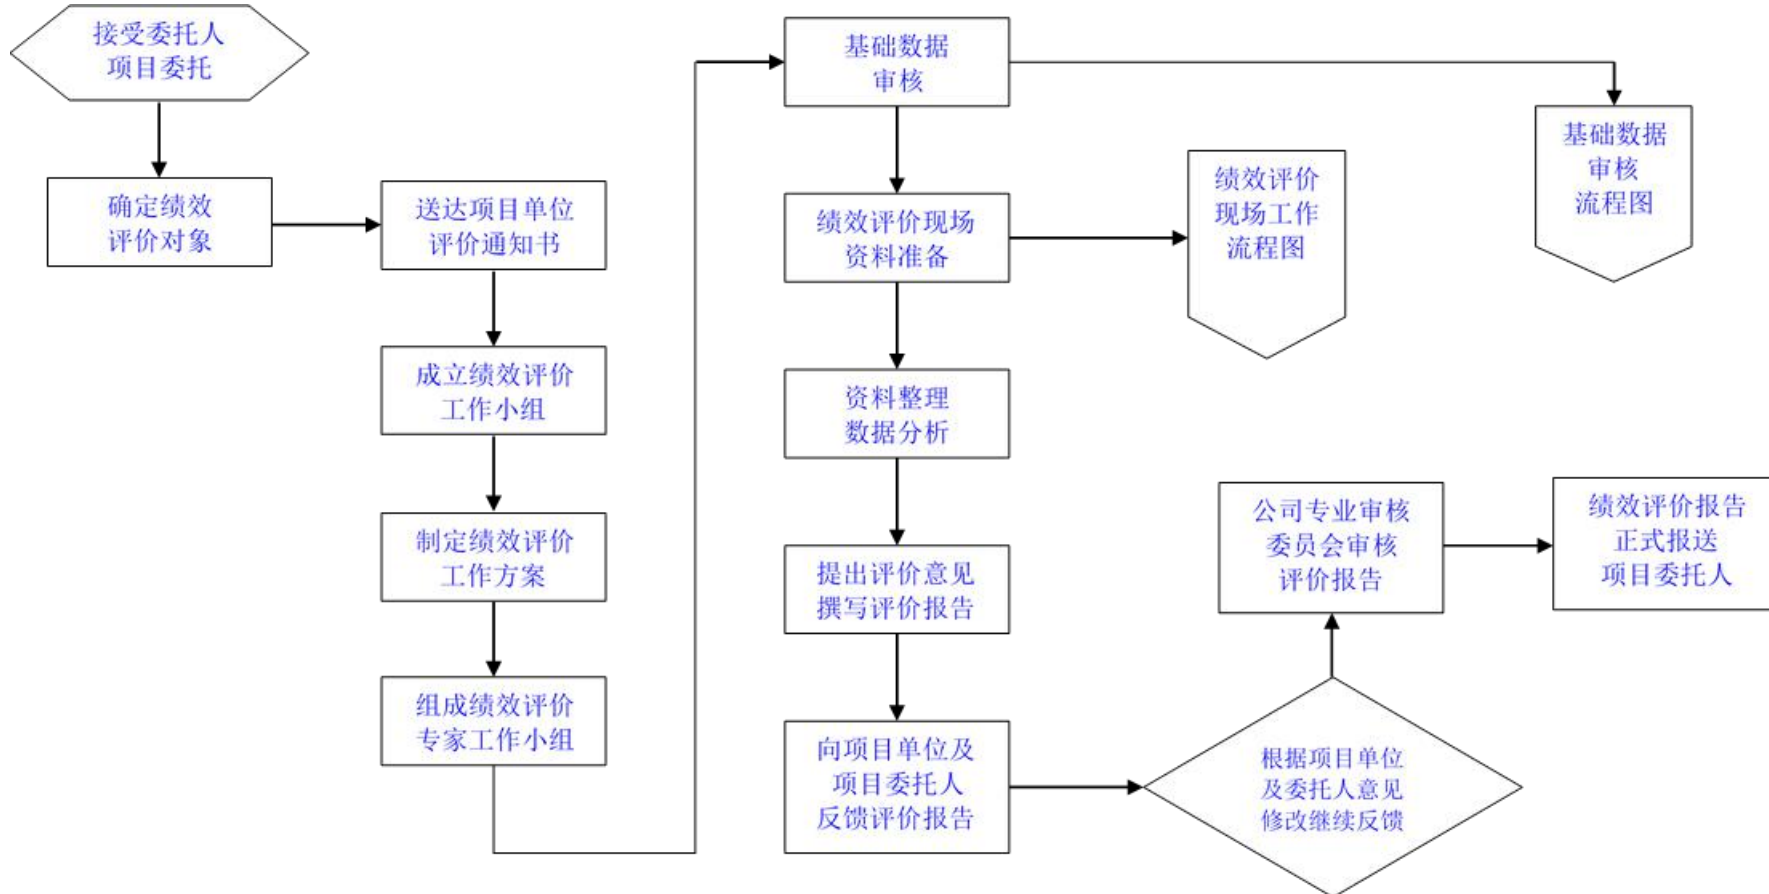 接受委托人
项目委托
确定绩效
评价对象
送达项目单位
评价通知书
成立绩效评价
工作小组
制定绩效评价
工作方案
组成绩效评价
专家工作小组
基础数据
审核
基础数据
审核
流程图
绩效评价现场
资料准备
绩效评价
现场工作
流程图
资料整理
数据分析
提出评价意见
撰写评价报告
向项目单位及
项目委托人
反馈评价报告
根据项目单位
及委托人意见
修改继续反馈
公司专业审核
委员会审核
评价报告
绩效评价报告
正式报送
项目委托人